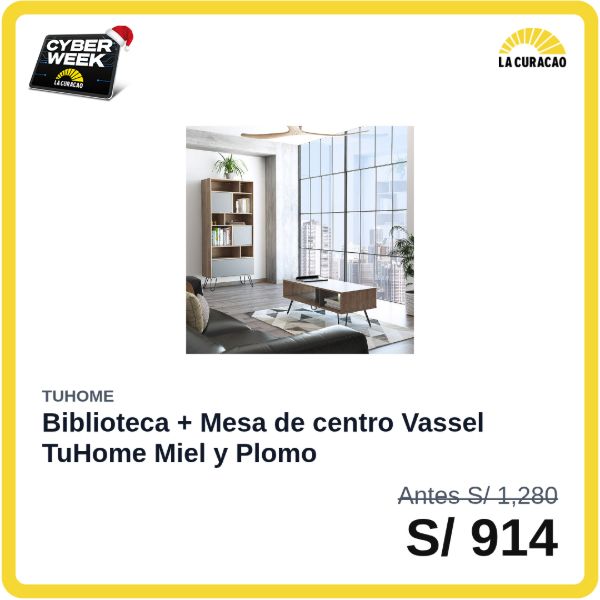 CYBER
WEEK
LA CURACAO
LA CURACAO
TUHOME
Biblioteca + Mesa de centro Vassel
TuHome Miel y Plomo
Antes S/ 1,280
S/ 914